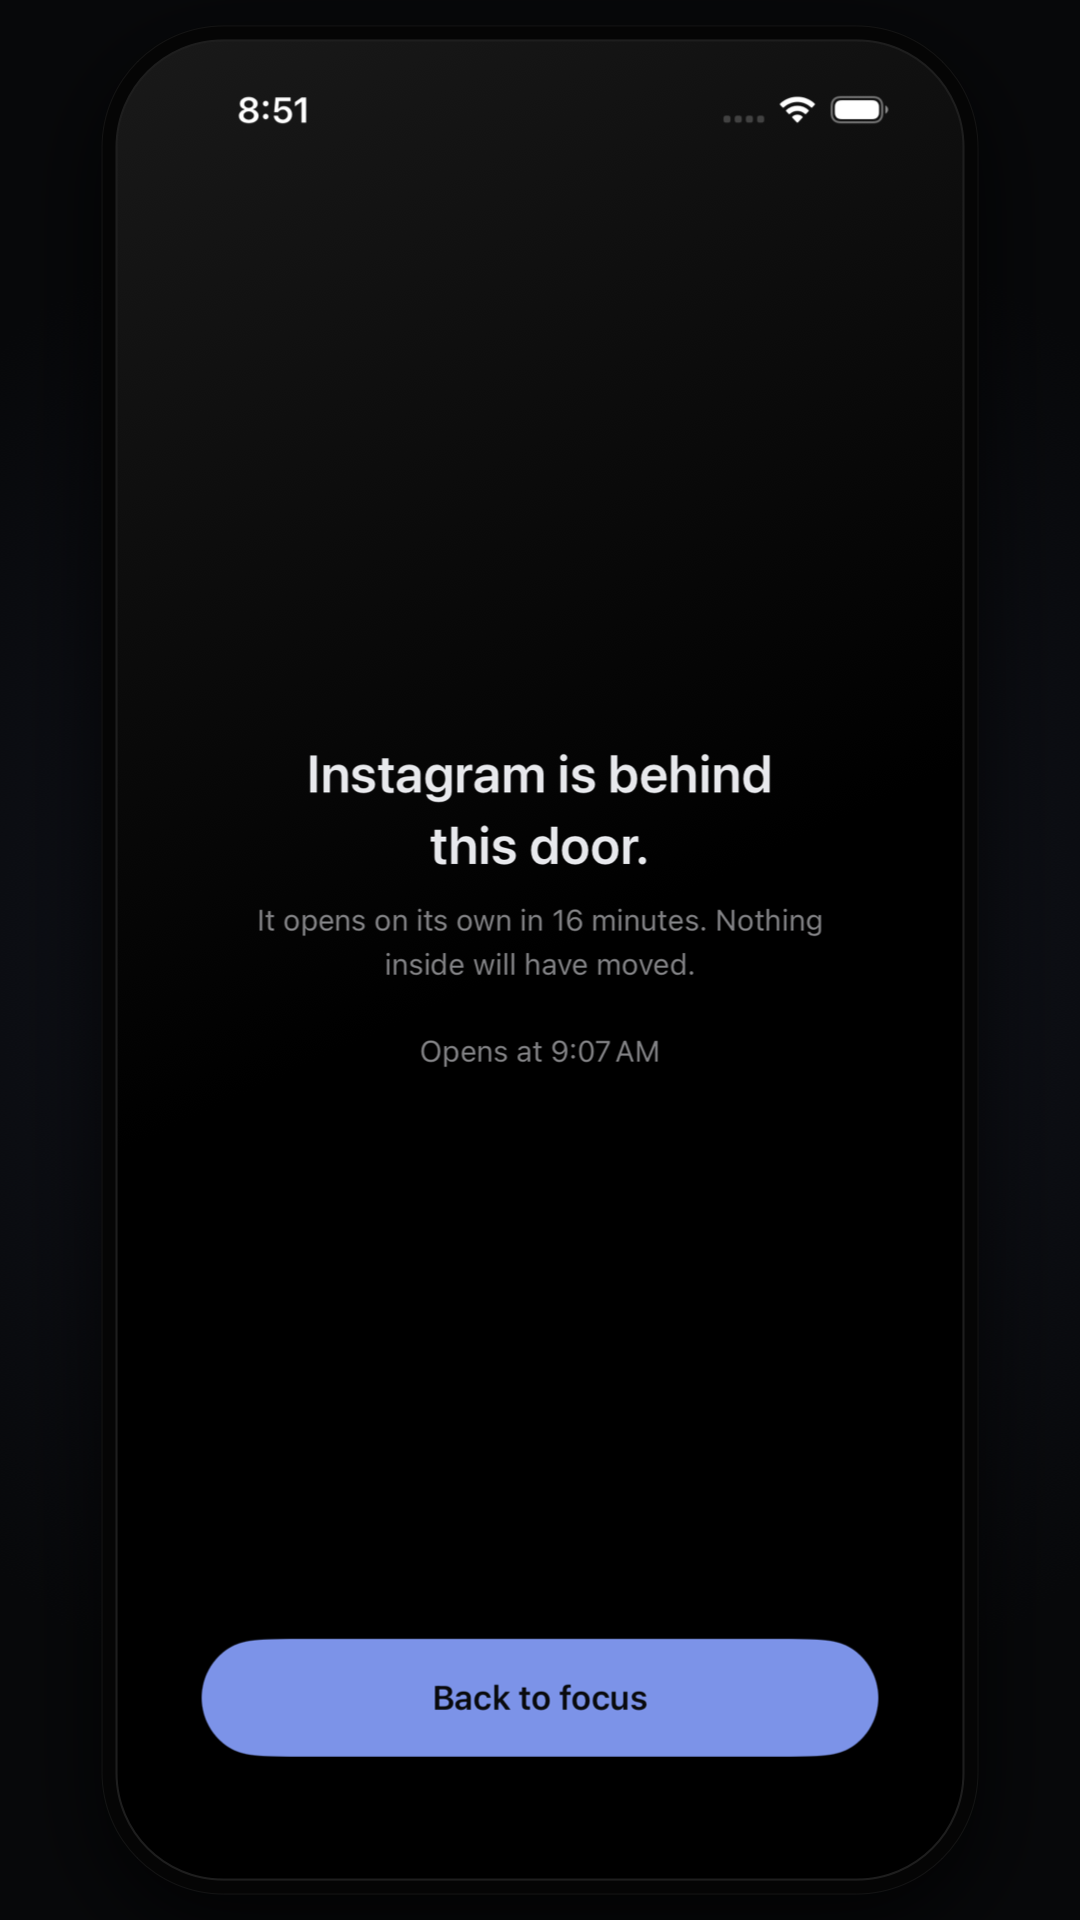 8:51
Instagram is behind
this door.
It opens on its own in 16 minutes. Nothing
inside will have moved.
Opens at 9:07 AM
Back to focus